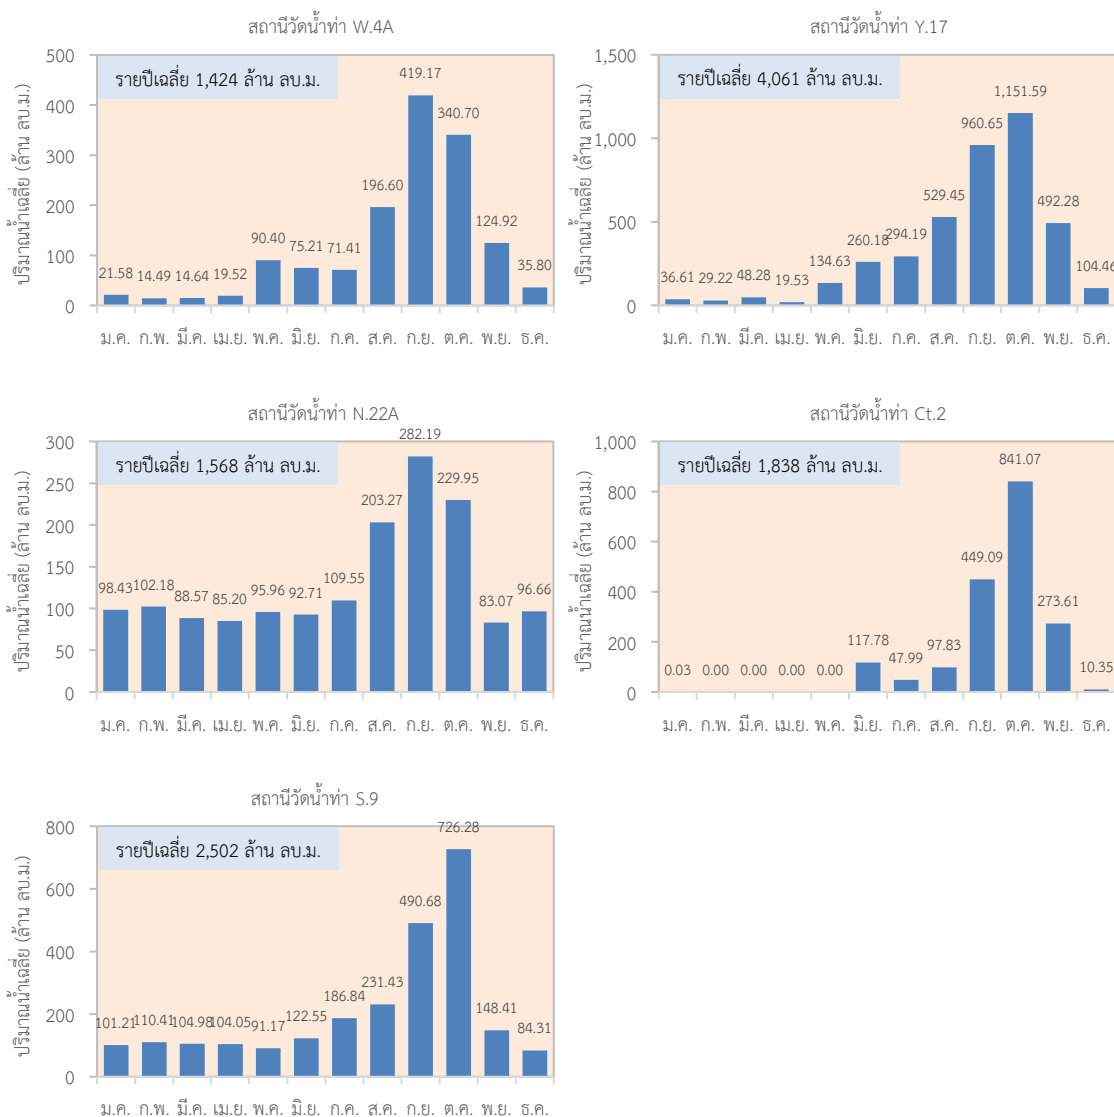 สถานีวัดน้ำท่า W.4A
ปริมาณน้ำเฉลี่ย (ล้าน ลบ.ม.)
รายปีเฉลี่ย 1,424 ล้าน ลบ.ม.
500
400
300
200
100
0
21.58 14.49 14.64 19.52 90.40 75.21 71.41 196.60 419.17 340.70 124.92 35.80
ม.ค. ก.พ. มี.ค. เม.ย. พ.ค. มิ.ย. ก.ค. ส.ค. ก.ย. ต.ค. พ.ย. ธ.ค.
สถานีวัดน้ำท่า Y.17
ปริมาณน้ำเฉลี่ย (ล้าน ลบ.ม.)
รายปีเฉลี่ย 4,061 ล้าน ลบ.ม.
1,500
1,000
500
0
36.61 29.22 48.28 19.53 134.63 260.18 294.19 529.45 960.65 1,151.59 492.28 104.46
ม.ค. ก.พ. มี.ค. เม.ย. พ.ค. มิ.ย. ก.ค. ส.ค. ก.ย. ต.ค. พ.ย. ธ.ค.
สถานีวัดน้ำท่า N.22A
ปริมาณน้ำเฉลี่ย (ล้าน ลบ.ม.)
รายปีเฉลี่ย 1,568 ล้าน ลบ.ม.
300
250
200
150
100
50
0
98.43 102.18 88.57 85.20 95.96 92.71 109.55 203.27 282.19 229.95 83.07 96.66
ม.ค. ก.พ. มี.ค. เม.ย. พ.ค. มิ.ย. ก.ค. ส.ค. ก.ย. ต.ค. พ.ย. ธ.ค.
สถานีวัดน้ำท่า Ct.2
ปริมาณน้ำเฉลี่ย (ล้าน ลบ.ม.)
รายปีเฉลี่ย 1,838 ล้าน ลบ.ม.
1,000
800
600
400
200
0
0.03 0.00 0.00 0.00 0.00 117.78 47.99 97.83 449.09 841.07 273.61 10.35
ม.ค. ก.พ. มี.ค. เม.ย. พ.ค. มิ.ย. ก.ค. ส.ค. ก.ย. ต.ค. พ.ย. ธ.ค.
สถานีวัดน้ำท่า S.9
ปริมาณน้ำเฉลี่ย (ล้าน ลบ.ม.)
รายปีเฉลี่ย 2,502 ล้าน ลบ.ม.
800
600
400
200
0
101.21 110.41 104.98 104.05 91.17 122.55 186.84 231.43 490.68 726.28 148.41 84.31
ม.ค. ก.พ. มี.ค. เม.ย. พ.ค. มิ.ย. ก.ค. ส.ค. ก.ย. ต.ค. พ.ย. ธ.ค.